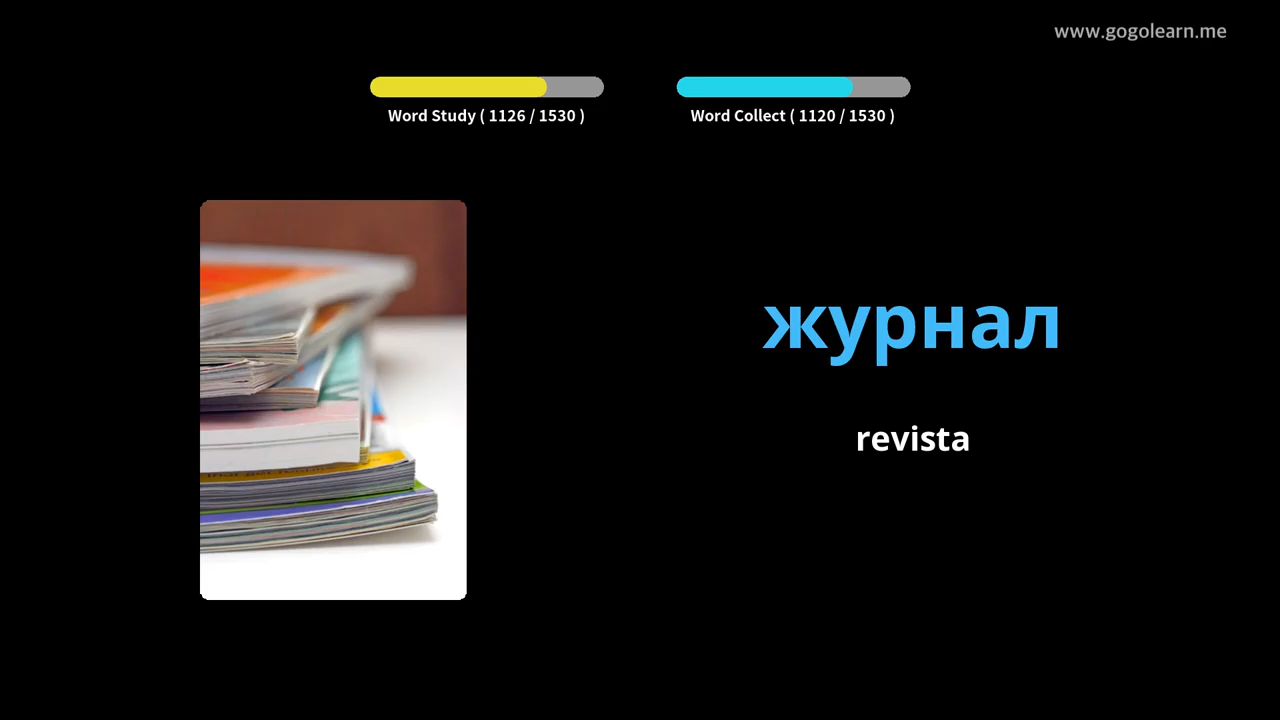 www.gogolearn.me
Word Study ( 1126 / 1530 )
Word Collect ( 1120 / 1530 )
журнал
revista